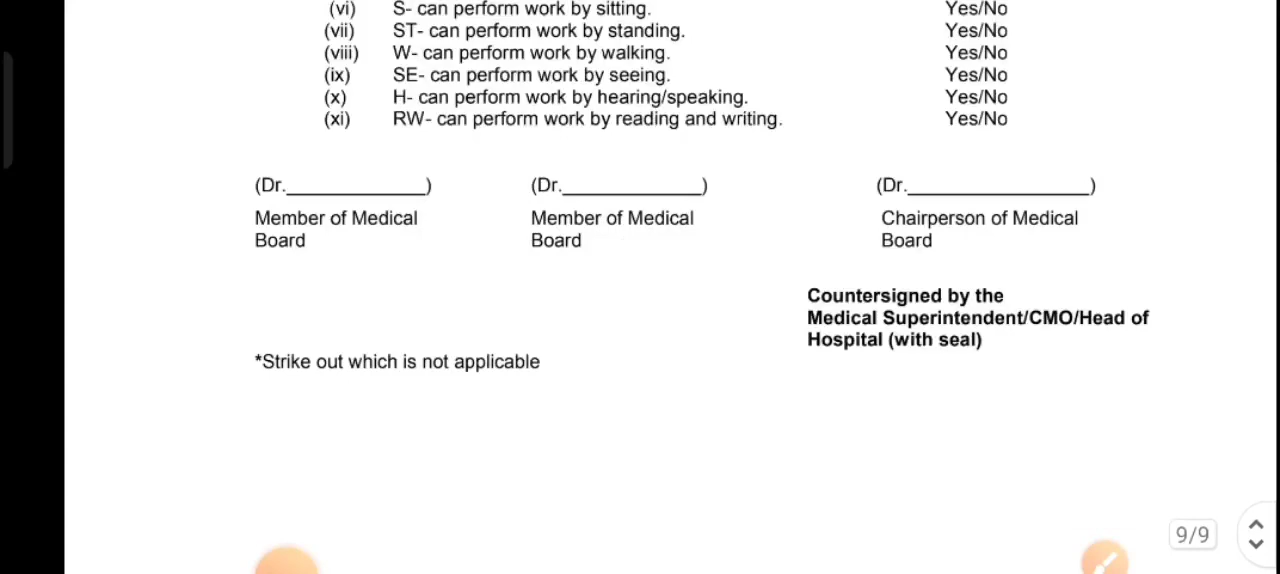 (vi) S- can perform work by sitting. Yes/No
(vii) ST- can perform work by standing. Yes/No
(viii) W- can perform work by walking. Yes/No
(ix) SE- can perform work by seeing. Yes/No
(x) H- can perform work by hearing/speaking. Yes/No
(xi) RW- can perform work by reading and writing. Yes/No
(Dr._____________) (Dr._____________) (Dr._________________)
Member of Medical Member of Medical Chairperson of Medical
Board Board Board
Countersigned by the
Medical Superintendent/CMO/Head of
Hospital (with seal)
*Strike out which is not applicable
9/9